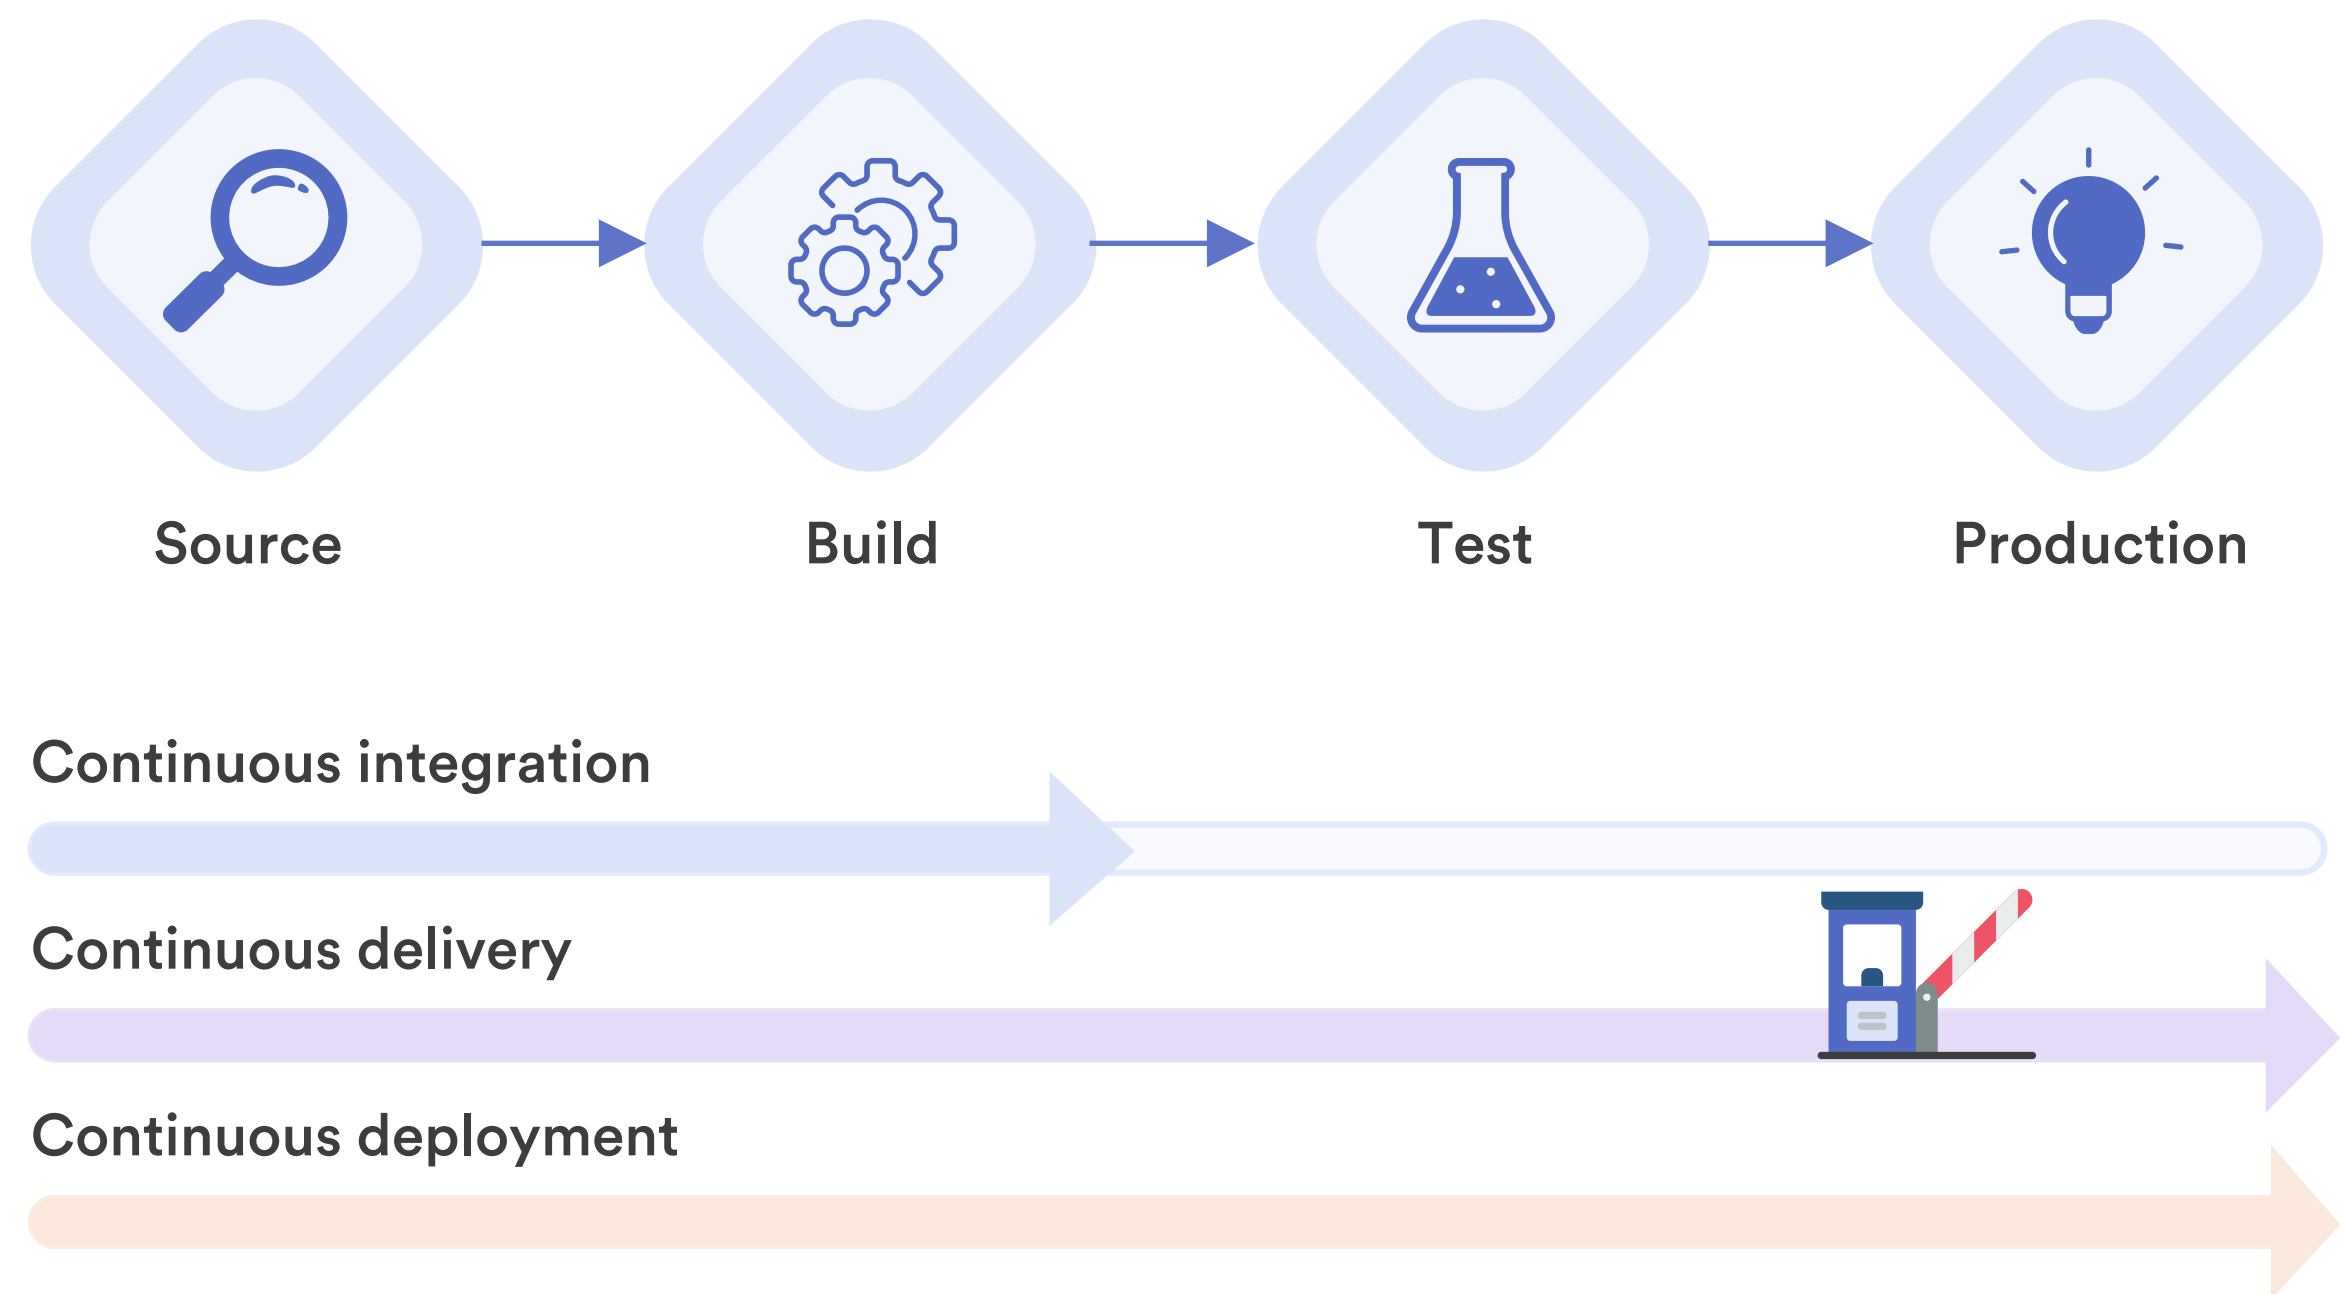 Source
Build
Test
Production
Continuous integration
Continuous delivery
Continuous deployment